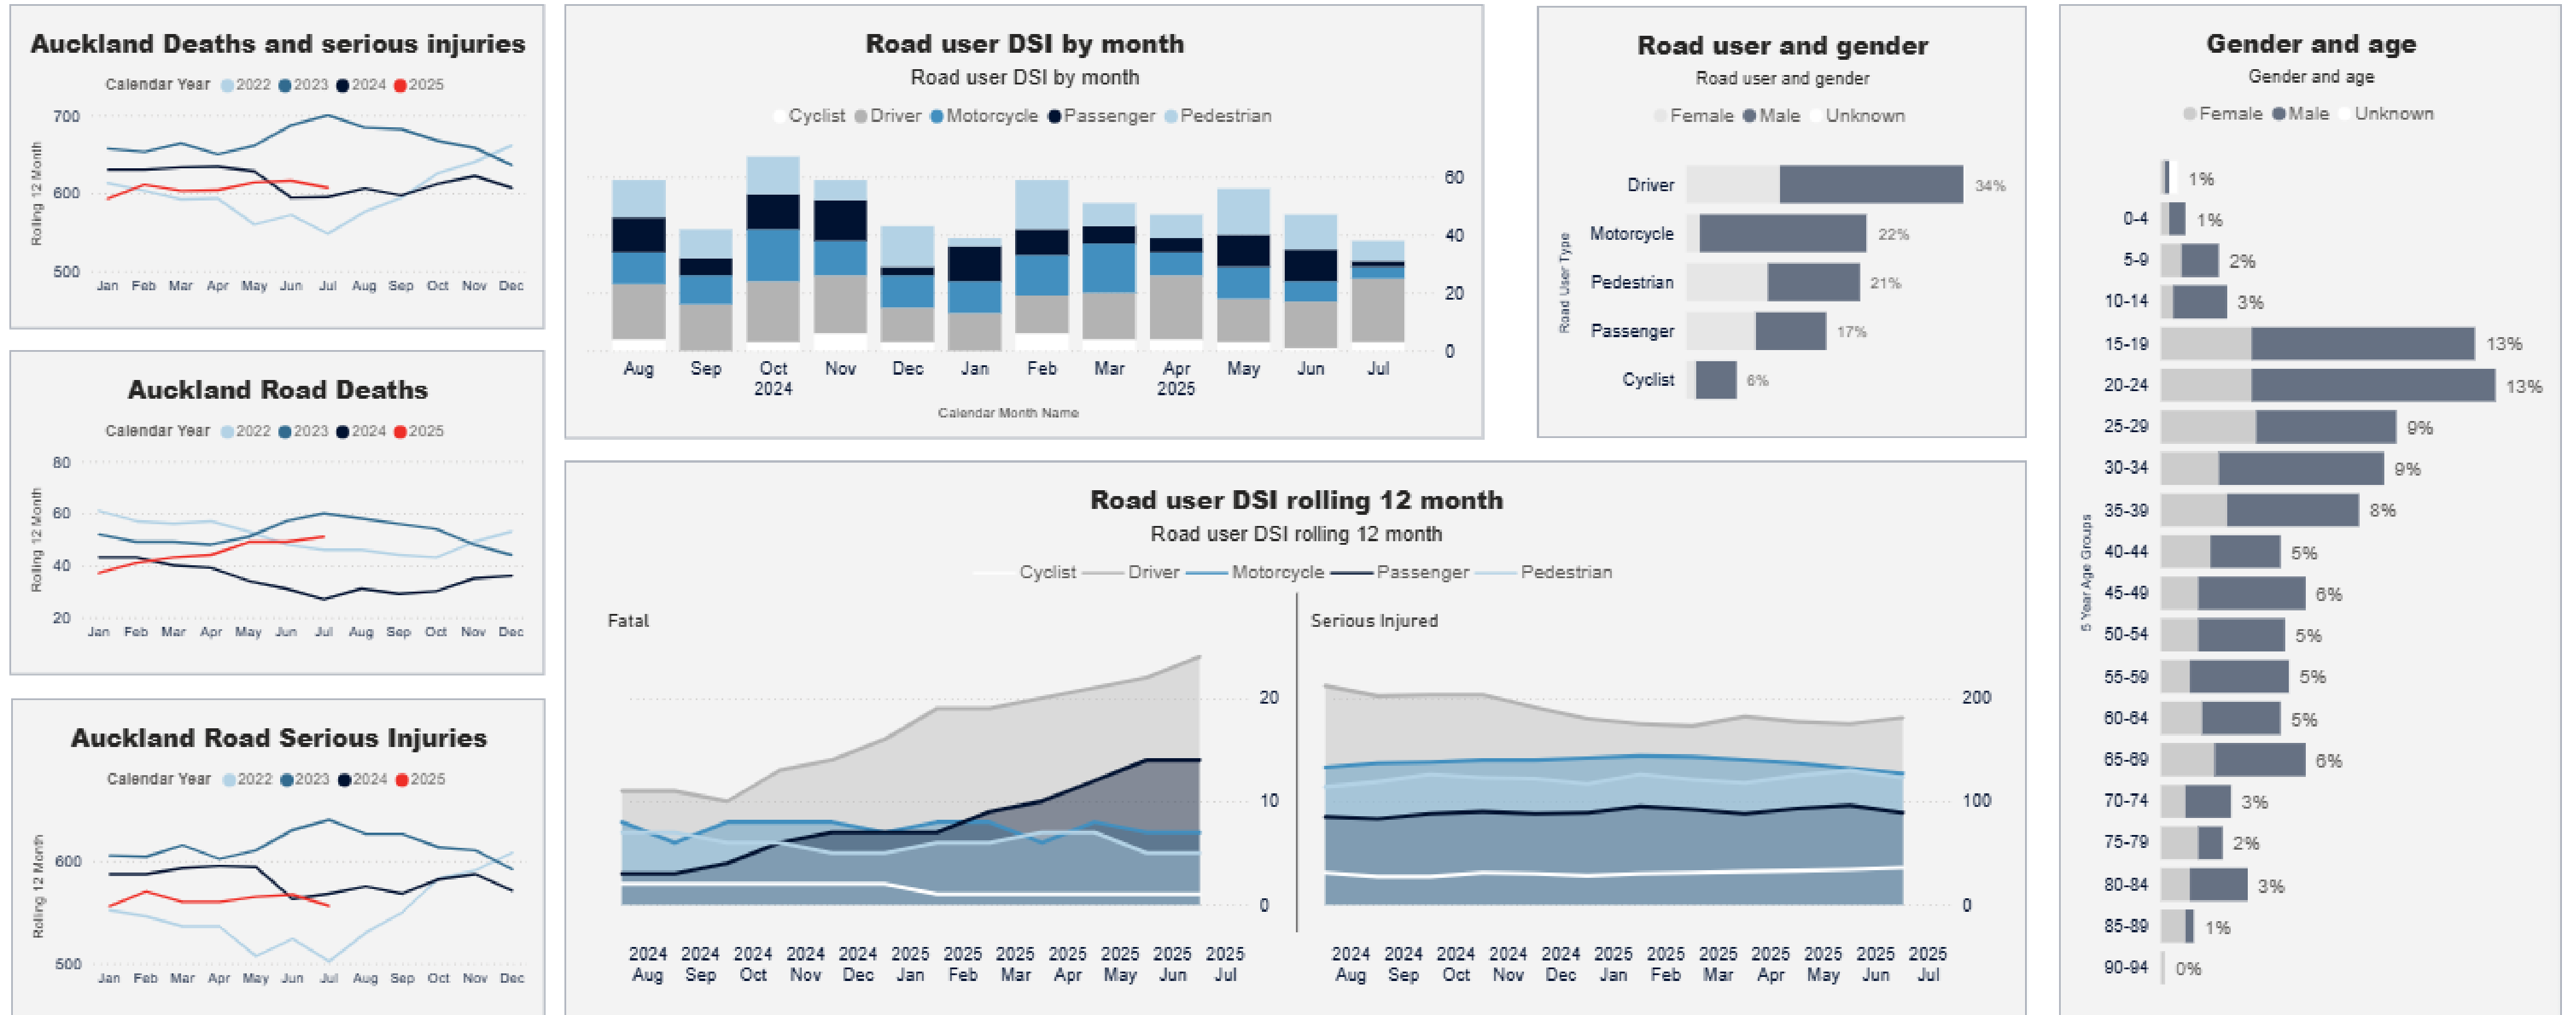 Auckland Deaths and serious injuries
Calendar Year 2022 2023 2024 2025
Rolling 12 Month
700
600
500
Jan Feb Mar Apr May Jun Jul Aug Sep Oct Nov Dec
Auckland Road Deaths
Calendar Year 2022 2023 2024 2025
Rolling 12 Month
80
60
40
20
Jan Feb Mar Apr May Jun Jul Aug Sep Oct Nov Dec
Auckland Road Serious Injuries
Calendar Year 2022 2023 2024 2025
Rolling 12 Month
600
500
Jan Feb Mar Apr May Jun Jul Aug Sep Oct Nov Dec
Road user DSI by month
Road user DSI by month
Cyclist Driver Motorcycle Passenger Pedestrian
60
40
20
0
Aug Sep Oct Nov Dec Jan Feb Mar Apr May Jun Jul
2024 2025
Calendar Month Name
Road user and gender
Road user and gender
Female Male Unknown
Road User Type
Driver 34%
Motorcycle 22%
Pedestrian 21%
Passenger 17%
Cyclist 6%
Road user DSI rolling 12 month
Road user DSI rolling 12 month
Cyclist Driver Motorcycle Passenger Pedestrian
Fatal
20
10
0
2024 2024 2024 2024 2024 2025 2025 2025 2025 2025 2025 2025
Aug Sep Oct Nov Dec Jan Feb Mar Apr May Jun Jul
Serious Injured
200
100
0
2024 2024 2024 2024 2024 2025 2025 2025 2025 2025 2025 2025
Aug Sep Oct Nov Dec Jan Feb Mar Apr May Jun Jul
Gender and age
Gender and age
Female Male Unknown
5 Year Age Groups
1%
0-4 1%
5-9 2%
10-14 3%
15-19 13%
20-24 13%
25-29 9%
30-34 9%
35-39 8%
40-44 5%
45-49 6%
50-54 5%
55-59 5%
60-64 5%
65-69 6%
70-74 3%
75-79 2%
80-84 3%
85-89 1%
90-94 0%